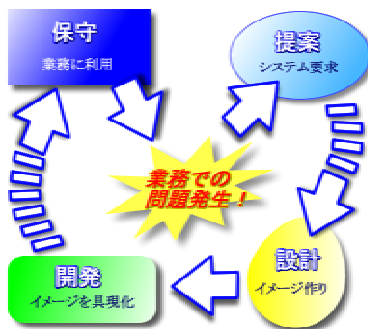 保守
業務に利用
提案
システム要求
業務での
問題発生！
設計
イメージ作り
開発
イメージを具現化